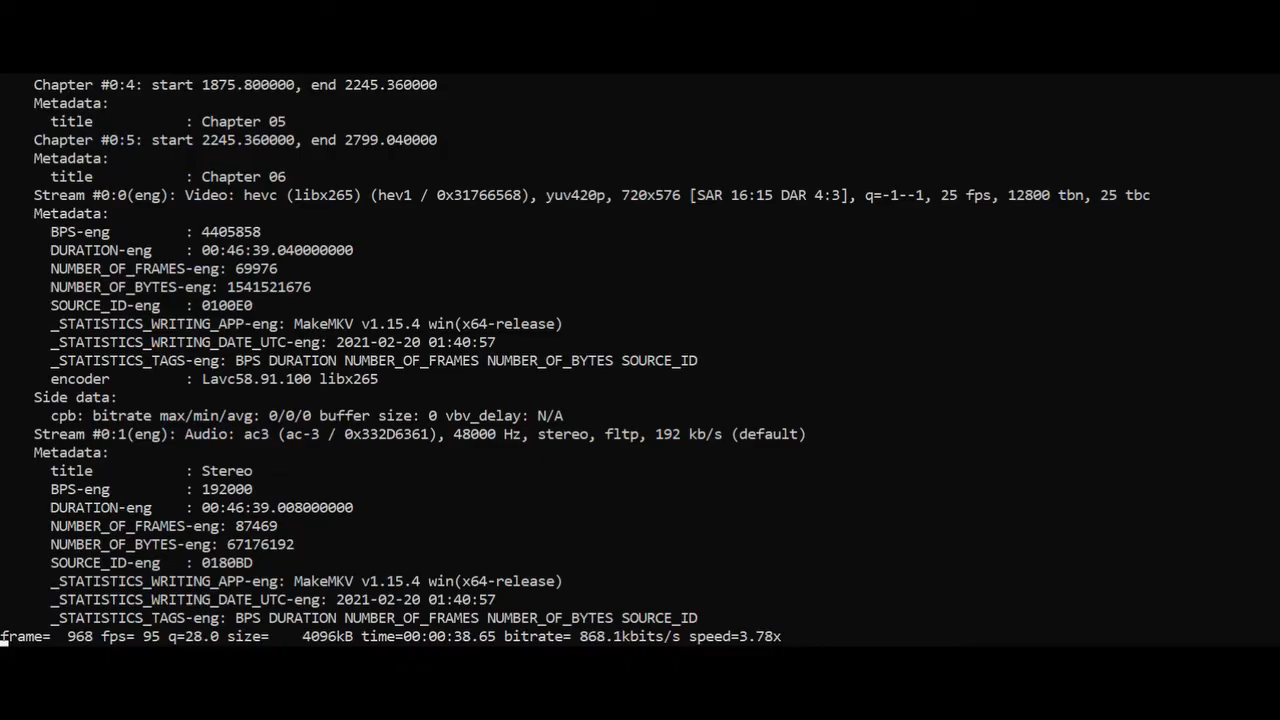 Chapter #0:4: start 1875.800000, end 2245.360000
Metadata:
title : Chapter 05
Chapter #0:5: start 2245.360000, end 2799.040000
Metadata:
title : Chapter 06
Stream #0:0(eng): Video: hevc (libx265) (hev1 / 0x31766568), yuv420p, 720x576 [SAR 16:15 DAR 4:3], q=-1--1, 25 fps, 12800 tbn, 25 tbc
Metadata:
BPS-eng : 4405858
DURATION-eng : 00:46:39.040000000
NUMBER_OF_FRAMES-eng: 69976
NUMBER_OF_BYTES-eng: 1541521676
SOURCE_ID-eng : 0100E0
_STATISTICS_WRITING_APP-eng: MakeMKV v1.15.4 win(x64-release)
_STATISTICS_WRITING_DATE_UTC-eng: 2021-02-20 01:40:57
_STATISTICS_TAGS-eng: BPS DURATION NUMBER_OF_FRAMES NUMBER_OF_BYTES SOURCE_ID
encoder : Lavc58.91.100 libx265
Side data:
cpb: bitrate max/min/avg: 0/0/0 buffer size: 0 vbv_delay: N/A
Stream #0:1(eng): Audio: ac3 (ac-3 / 0x332D6361), 48000 Hz, stereo, fltp, 192 kb/s (default)
Metadata:
title : Stereo
BPS-eng : 192000
DURATION-eng : 00:46:39.008000000
NUMBER_OF_FRAMES-eng: 87469
NUMBER_OF_BYTES-eng: 67176192
SOURCE_ID-eng : 0180BD
_STATISTICS_WRITING_APP-eng: MakeMKV v1.15.4 win(x64-release)
_STATISTICS_WRITING_DATE_UTC-eng: 2021-02-20 01:40:57
_STATISTICS_TAGS-eng: BPS DURATION NUMBER_OF_FRAMES NUMBER_OF_BYTES SOURCE_ID
frame= 968 fps= 95 q=28.0 size= 4096kB time=00:00:38.65 bitrate= 868.1kbits/s speed=3.78x